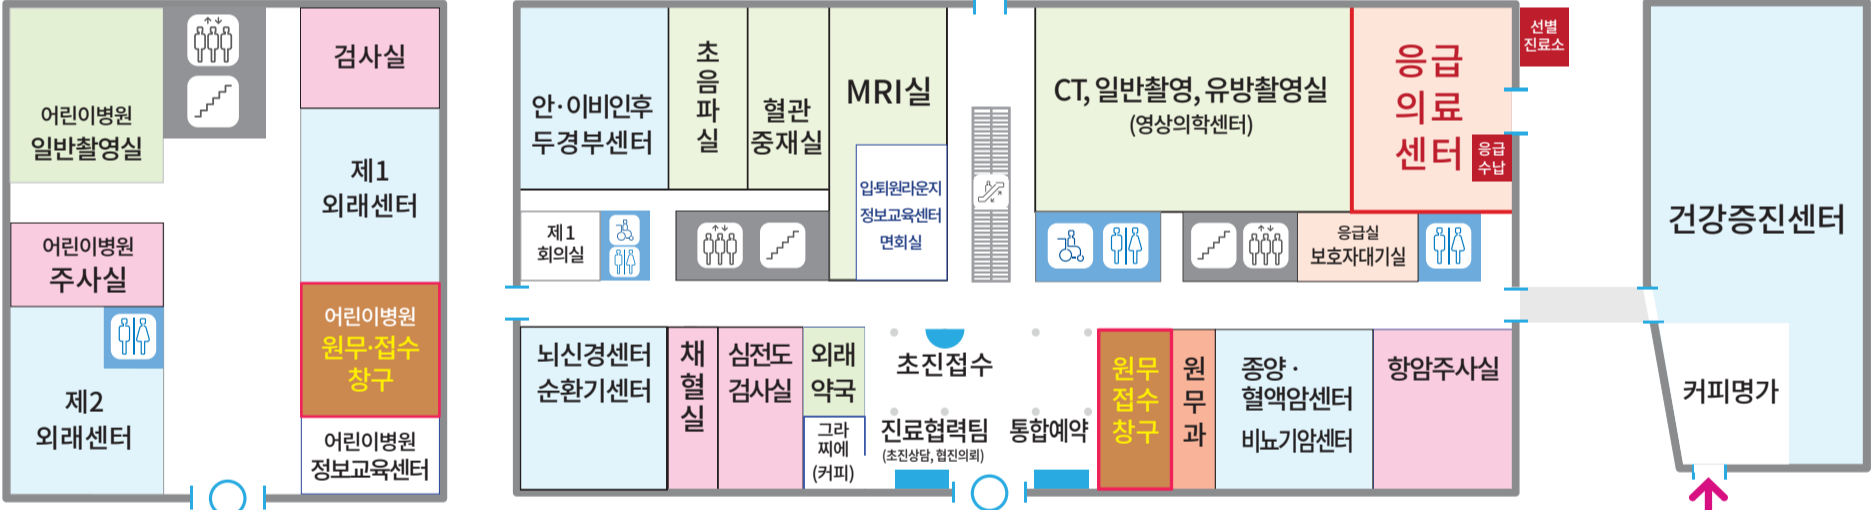 어린이병원
일반촬영실
검사실
제1
외래센터
어린이병원
주사실
어린이병원
원무·접수
창구
제2
외래센터
어린이병원
정보교육센터
안·이비인후
두경부센터
초
음
파
실
혈관
중재실
MRI실
입·퇴원라운지
정보교육센터
면회실
제1
회의실
CT, 일반촬영, 유방촬영실
(영상의학센터)
응급
의료
센터
응급
수납
선별
진료소
응급실
보호자대기실
뇌신경센터
순환기센터
채
혈
실
심전도
검사실
외래
약국
그라
찌에
(커피)
초진접수
진료협력팀
(초진상담, 협진의뢰)
통합예약
원무
접수
창구
원
무
과
종양·
혈액암센터
비뇨기암센터
항암주사실
건강증진센터
커피명가